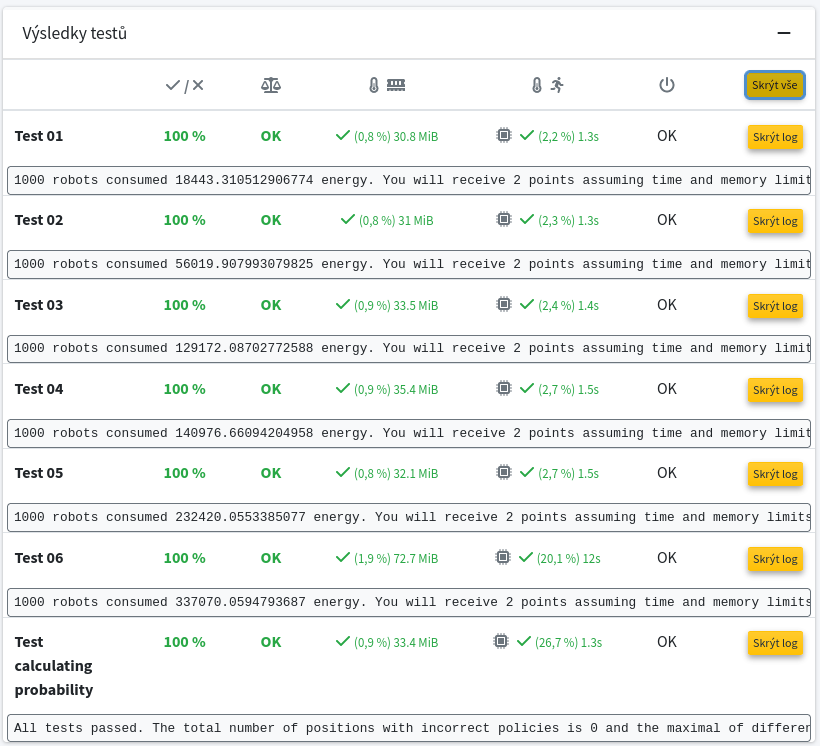 Výsledky testů
/
Skrýt vše
Test 01 100 % OK (0,8 %) 30.8 MiB (2,2 %) 1.3s OK Skrýt log
1000 robots consumed 18443.310512906774 energy. You will receive 2 points assuming time and memory limit
Test 02 100 % OK (0,8 %) 31 MiB (2,3 %) 1.3s OK Skrýt log
1000 robots consumed 56019.907993079825 energy. You will receive 2 points assuming time and memory limit
Test 03 100 % OK (0,9 %) 33.5 MiB (2,4 %) 1.4s OK Skrýt log
1000 robots consumed 129172.08702772588 energy. You will receive 2 points assuming time and memory limit
Test 04 100 % OK (0,9 %) 35.4 MiB (2,7 %) 1.5s OK Skrýt log
1000 robots consumed 140976.66094204958 energy. You will receive 2 points assuming time and memory limit
Test 05 100 % OK (0,8 %) 32.1 MiB (2,7 %) 1.5s OK Skrýt log
1000 robots consumed 232420.0553385077 energy. You will receive 2 points assuming time and memory limits
Test 06 100 % OK (1,9 %) 72.7 MiB (20,1 %) 12s OK Skrýt log
1000 robots consumed 337070.0594793687 energy. You will receive 2 points assuming time and memory limits
Test 100 % OK (0,9 %) 33.4 MiB (26,7 %) 1.3s OK Skrýt log
calculating
probability
All tests passed. The total number of positions with incorrect policies is 0 and the maximal of differen